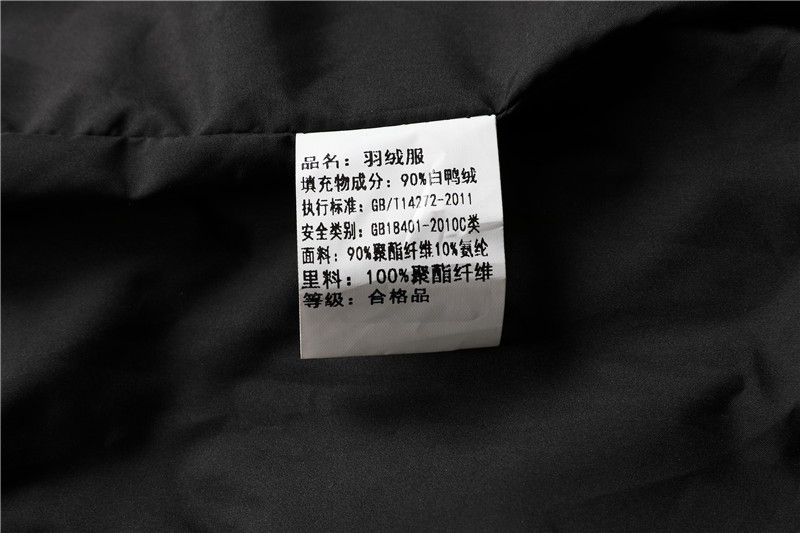 品名：羽绒服
填充物成分：90%白鸭绒
执行标准：GB/T14272-2011
安全类别：GB18401-2010C类
面料：90%聚酯纤维10%氨纶
里料：100%聚酯纤维
等级：合格品